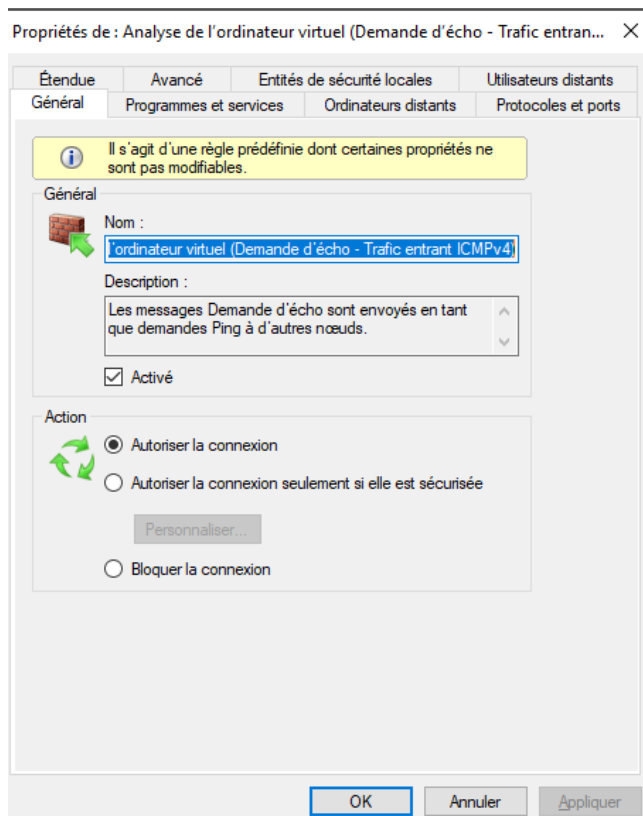 Propriétés de : Analyse de l'ordinateur virtuel (Demande d'écho - Trafic entran...
Étendue Avancé Entités de sécurité locales Utilisateurs distants
Général Programmes et services Ordinateurs distants Protocoles et ports
Il s'agit d'une règle prédéfinie dont certaines propriétés ne
sont pas modifiables.
Général
Nom :
l'ordinateur virtuel (Demande d'écho - Trafic entrant ICMPv4)
Description :
Les messages Demande d'écho sont envoyés en tant
que demandes Ping à d'autres nœuds.
Activé
Action
Autoriser la connexion
Autoriser la connexion seulement si elle est sécurisée
Personnaliser...
Bloquer la connexion
OK Annuler Appliquer